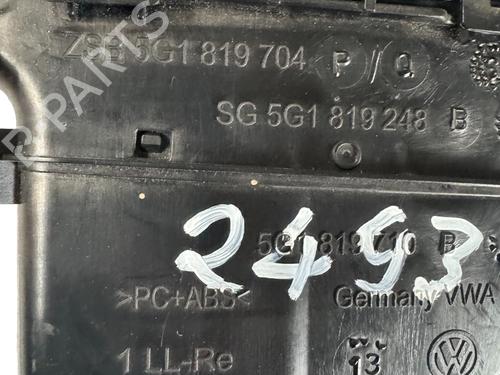 B-PARTS
ZSB 5G1 819 704 P/Q
SG 5G1 819 248 B
P
2493
5G1 819 710 B
>PC+ABS< Germany VWA
1 LL-Re 13